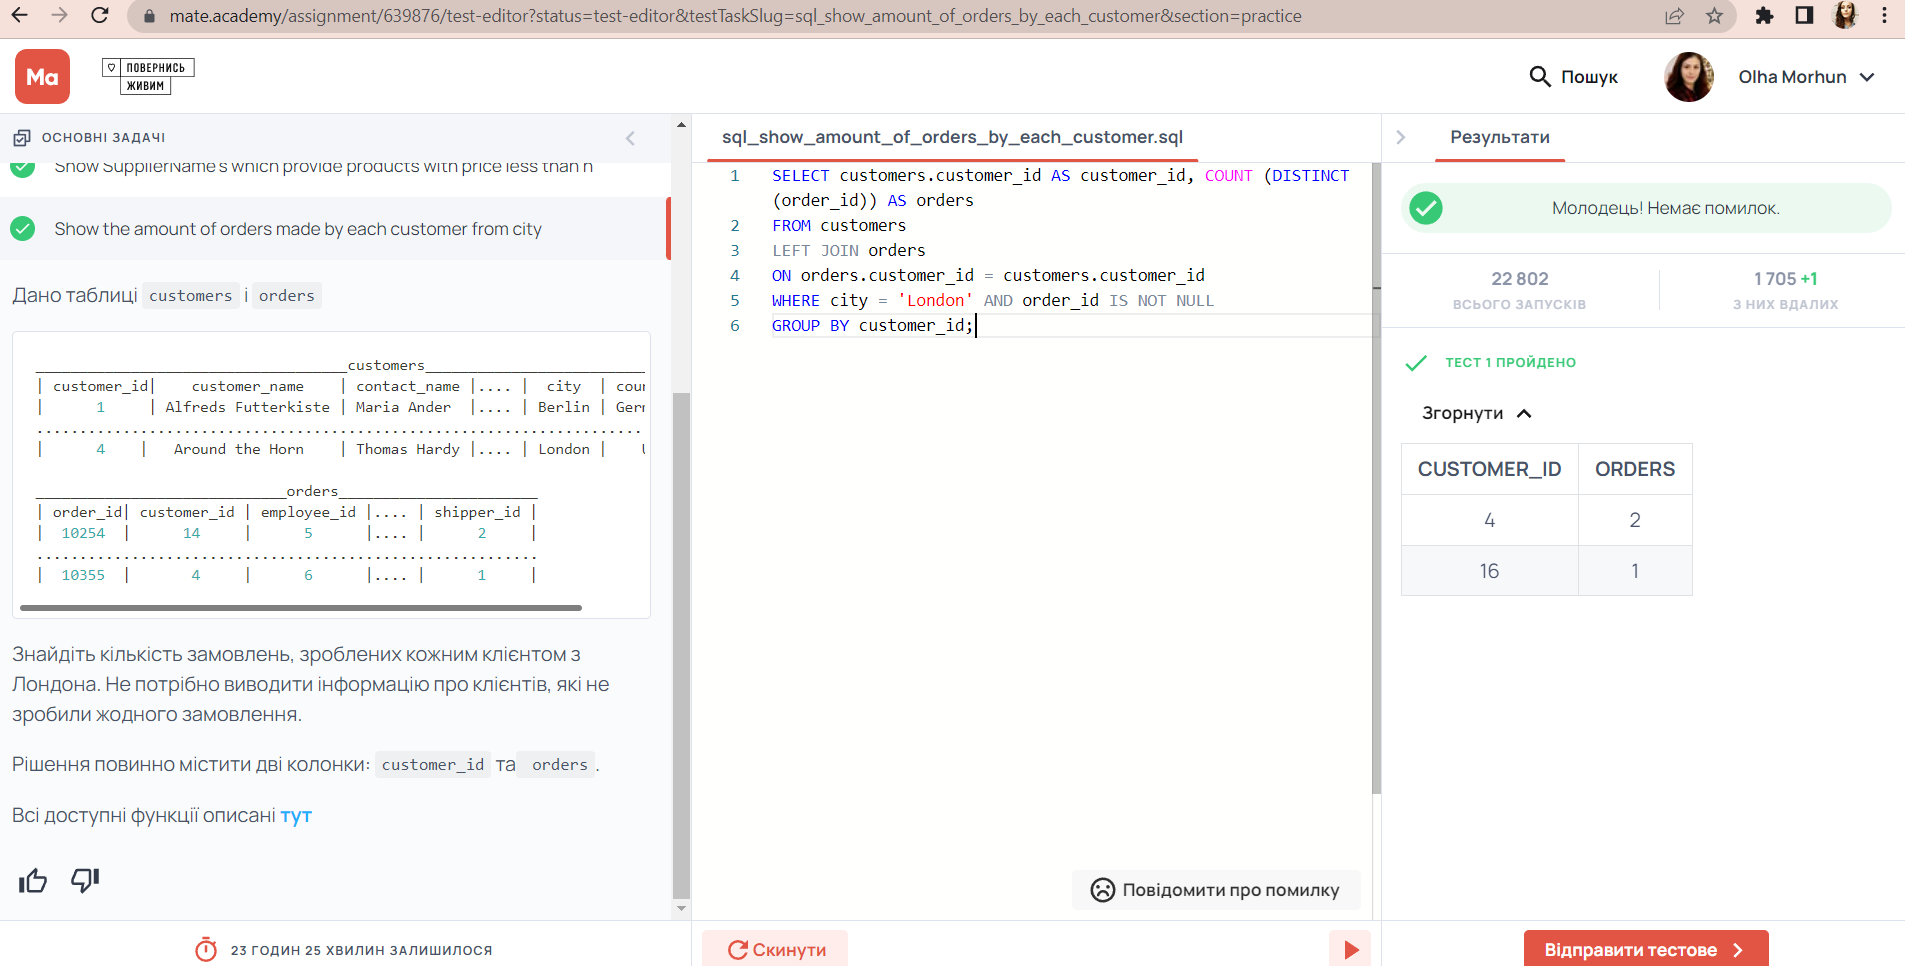 mate.academy/assignment/639876/test-editor?status=test-editor&testTaskSlug=sql_show_amount_of_orders_by_each_customer&section=practice
Ma
ПОВЕРНИСЬ
ЖИВИМ
Пошук
Olha Morhun
ОСНОВНІ ЗАДАЧІ
Show SupplierName's which provide products with price less than n
Show the amount of orders made by each customer from city
Дано таблиці customers і orders
____________________________________customers_________________________
| customer_id|    customer_name     | contact_name |.... |  city  | cour
|      1     | Alfreds Futterkiste | Maria Ander  |.... | Berlin | Germ
......................................................................
|      4    |   Around the Horn    | Thomas Hardy |.... | London |    U
_____________________________orders_______________________
| order_id| customer_id | employee_id |.... | shipper_id |
|  10254  |      14     |      5      |.... |      2     |
..........................................................
|  10355  |       4     |      6      |.... |      1     |
Знайдіть кількість замовлень, зроблених кожним клієнтом з
Лондона. Не потрібно виводити інформацію про клієнтів, які не
зробили жодного замовлення.
Рішення повинно містити дві колонки: customer_id та orders .
Всі доступні функції описані тут
23 ГОДИН 25 ХВИЛИН ЗАЛИШИЛОСЯ
sql_show_amount_of_orders_by_each_customer.sql
1 SELECT customers.customer_id AS customer_id, COUNT (DISTINCT
(order_id)) AS orders
2 FROM customers
3 LEFT JOIN orders
4 ON orders.customer_id = customers.customer_id
5 WHERE city = 'London' AND order_id IS NOT NULL
6 GROUP BY customer_id;
Повідомити про помилку
Скинути
Результати
Молодець! Немає помилок.
22 802 1 705 +1
ВСЬОГО ЗАПУСКІВ З НИХ ВДАЛИХ
ТЕСТ 1 ПРОЙДЕНО
Згорнути
CUSTOMER_ID ORDERS
4 2
16 1
Відправити тестове